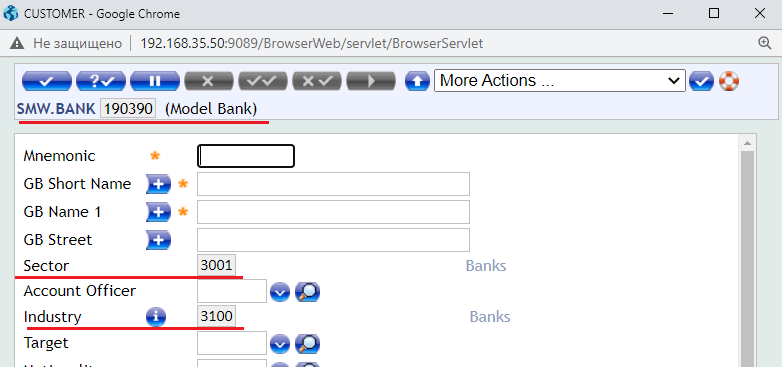 CUSTOMER - Google Chrome
Не защищено 192.168.35.50:9089/BrowserWeb/servlet/BrowserServlet
More Actions ...
SMW.BANK 190390 (Model Bank)
Mnemonic *
GB Short Name *
GB Name 1 *
GB Street
Sector 3001 Banks
Account Officer
Industry 3100 Banks
Target